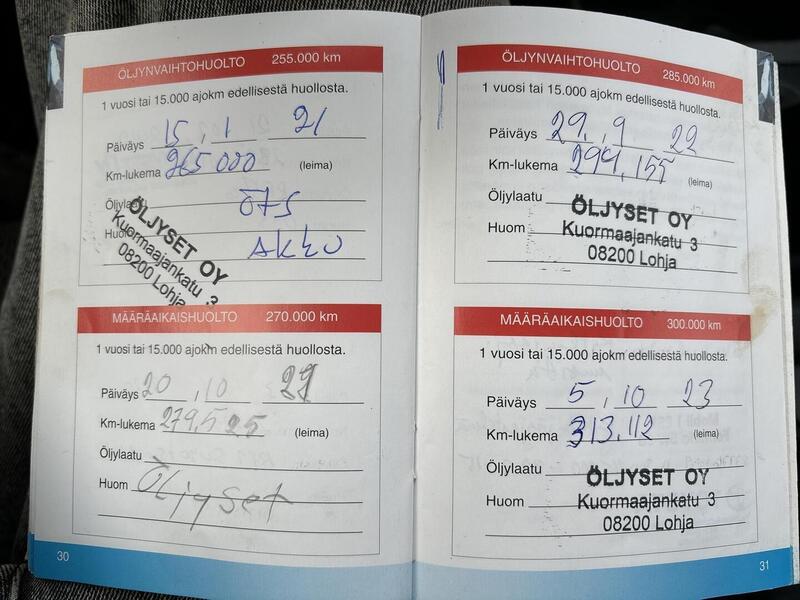 ÖLJYNVAIHTOHUOLTO 255.000 km
1 vuosi tai 15.000 ajokm edellisestä huollosta.
Päiväys 15 . 1 21
Km-lukema 265 000 (leima)
Öljylaatu
Huom AKKU
ÖLJYSET OY
Kuormaajankatu 3
08200 Lohja
MÄÄRÄAIKAISHUOLTO 270.000 km
1 vuosi tai 15.000 ajokm edellisestä huollosta.
Päiväys 20 . 10 21
Km-lukema 279.525 (leima)
Öljylaatu
Huom Öljyset
30
ÖLJYNVAIHTOHUOLTO 285.000 km
1 vuosi tai 15.000 ajokm edellisestä huollosta.
Päiväys 29 . 9 22
Km-lukema 294.155 (leima)
Öljylaatu
Huom
ÖLJYSET OY
Kuormaajankatu 3
08200 Lohja
MÄÄRÄAIKAISHUOLTO 300.000 km
1 vuosi tai 15.000 ajokm edellisestä huollosta.
Päiväys 5 . 10 23
Km-lukema 313.112 (leima)
Öljylaatu
Huom
ÖLJYSET OY
Kuormaajankatu 3
08200 Lohja
31